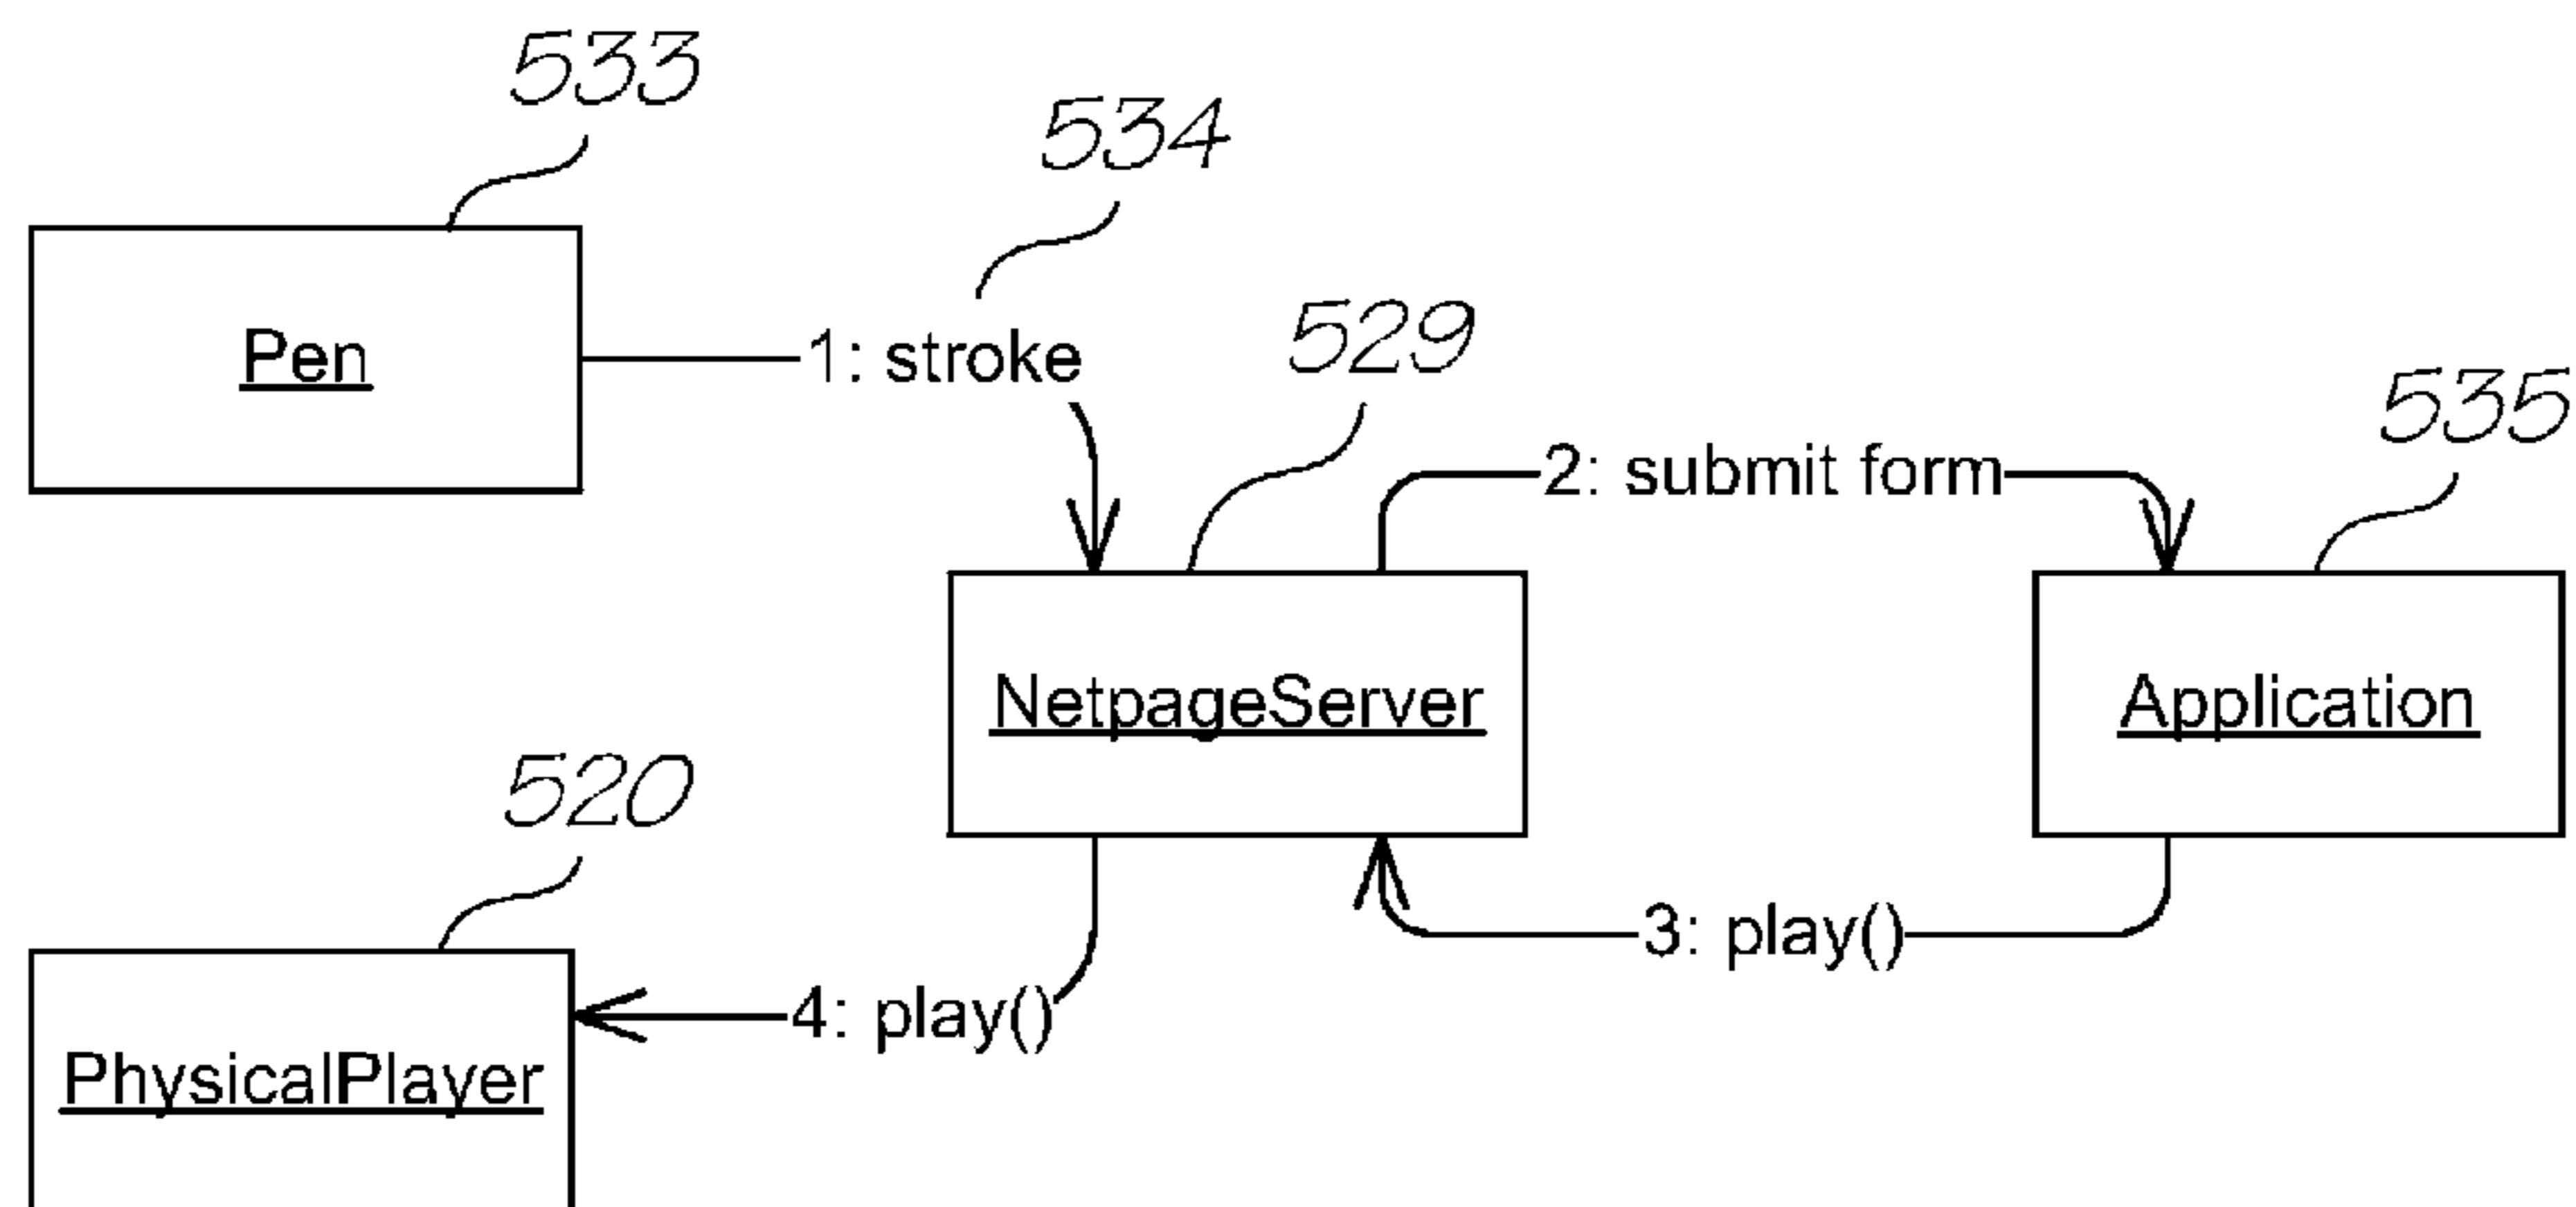 533
534
Pen
1: stroke
529
535
2: submit form
NetpageServer
Application
520
3: play()
4: play()
PhysicalPlayer